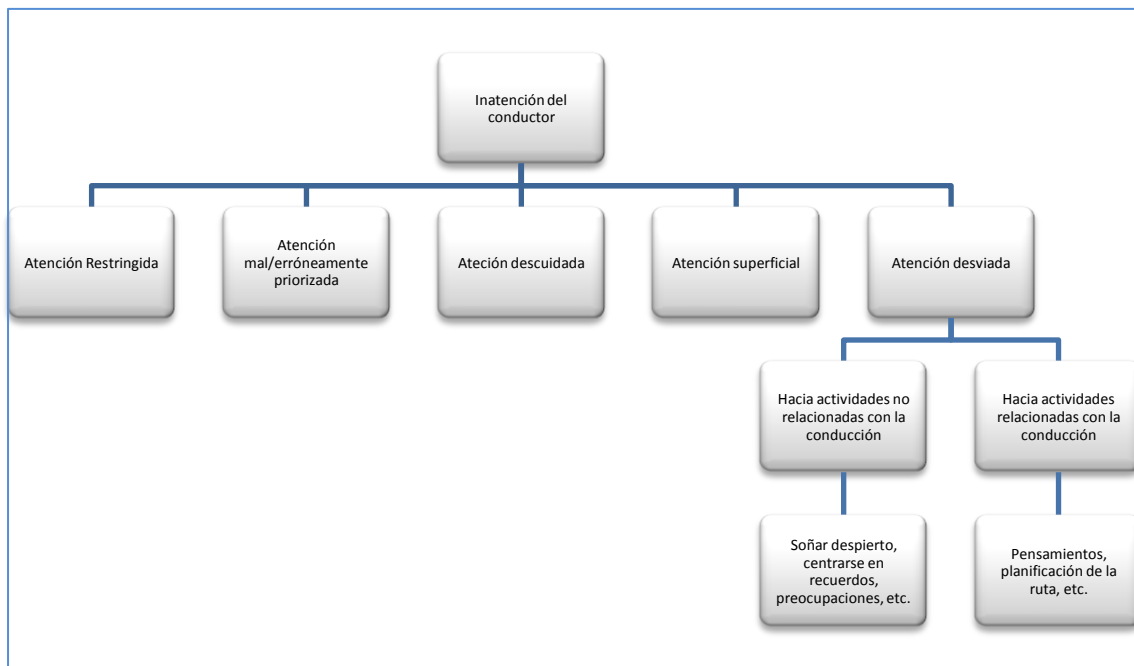 Inatención del
conductor
Atención Restringida
Atención
mal/erróneamente
priorizada
Ateción descuidada
Atención superficial
Atención desviada
Hacia actividades no
relacionadas con la
conducción
Hacia actividades
relacionadas con la
conducción
Soñar despierto,
centrarse en
recuerdos,
preocupaciones, etc.
Pensamientos,
planificación de la
ruta, etc.